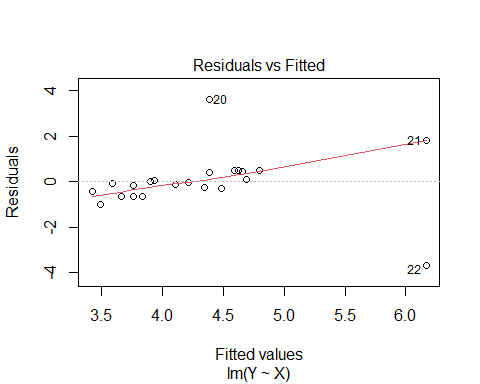 Residuals vs Fitted
Residuals
4
2
0
-2
-4
20
21
22
3.5 4.0 4.5 5.0 5.5 6.0
Fitted values
lm(Y ~ X)